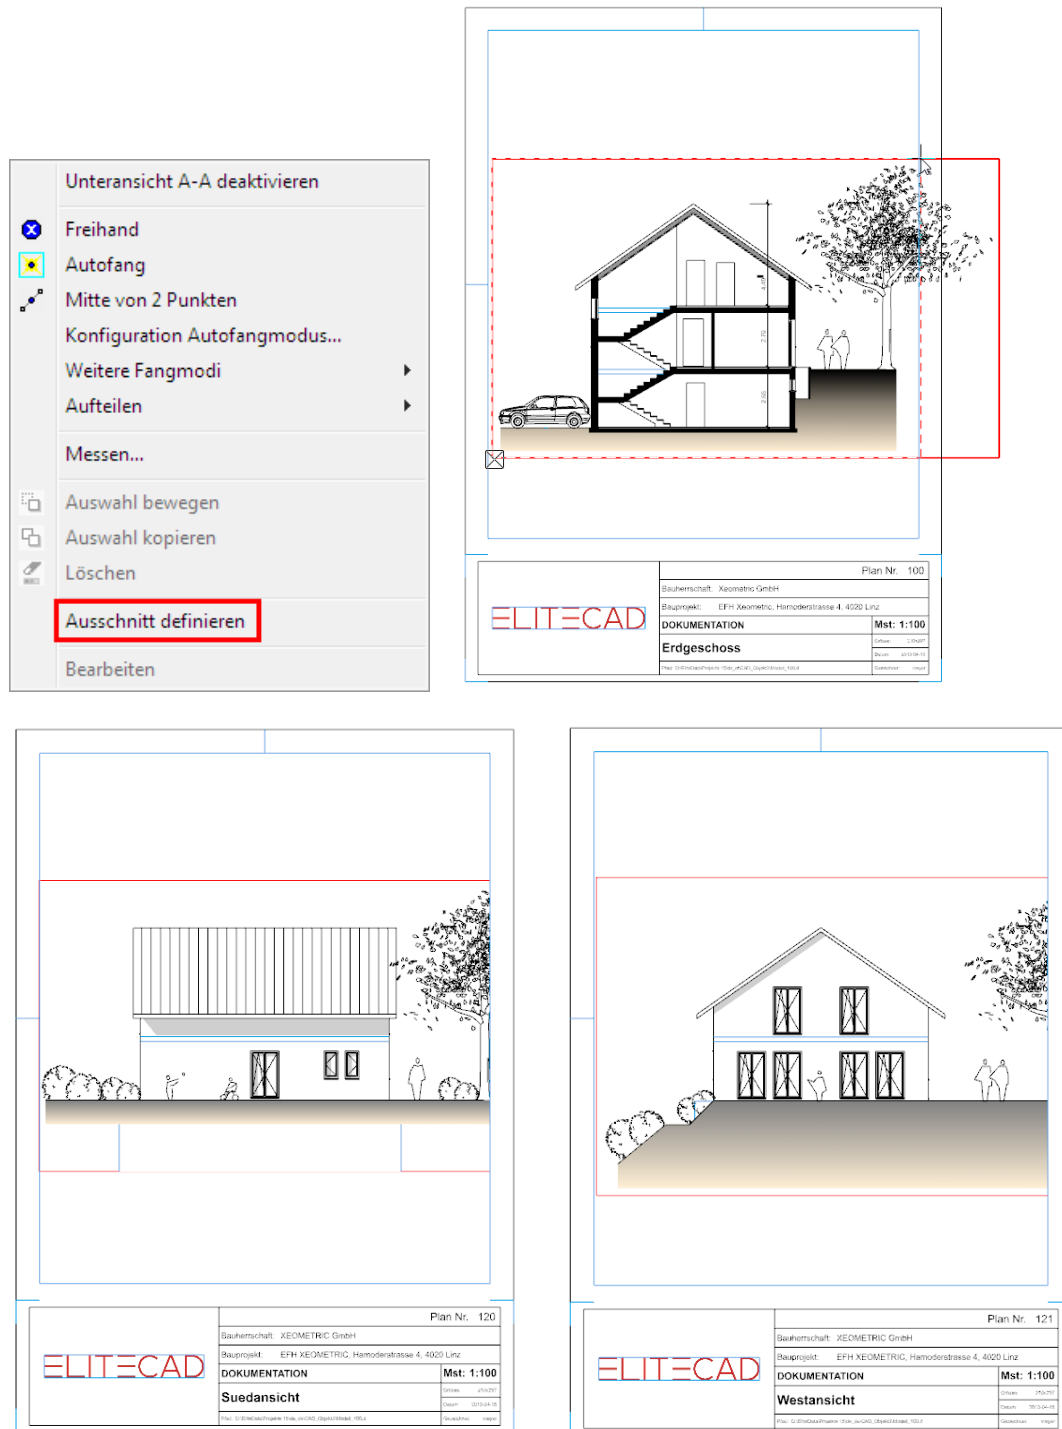 Unteransicht A-A deaktivieren
Freihand
Autofang
Mitte von 2 Punkten
Konfiguration Autofangmodus...
Weitere Fangmodi
Aufteilen
Messen...
Auswahl bewegen
Auswahl kopieren
Löschen
Ausschnitt definieren
Bearbeiten
2.70
Plan Nr. 100
Bauherrschaft: Xeometric GmbH
Bauprojekt: EFH Xeometric, Hamoderstrasse 4, 4020 Linz
ELITECAD
DOKUMENTATION Mst: 1:100
Erdgeschoss
Plan Nr. 120
Bauherrschaft: XEOMETRIC GmbH
Bauprojekt: EFH XEOMETRIC, Hamoderstrasse 4, 4020 Linz
ELITECAD
DOKUMENTATION Mst: 1:100
Suedansicht
Plan Nr. 121
Bauherrschaft: XEOMETRIC GmbH
Bauprojekt: EFH XEOMETRIC, Hamoderstrasse 4, 4020 Linz
ELITECAD
DOKUMENTATION Mst: 1:100
Westansicht